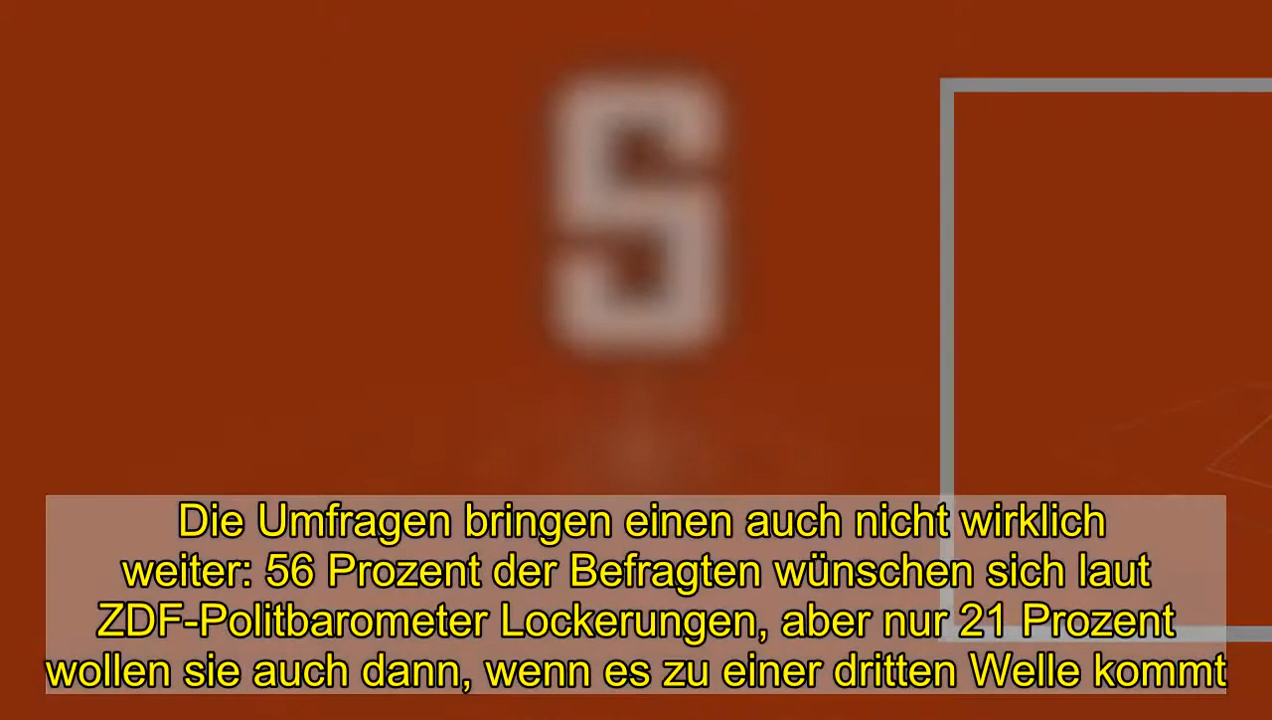 S
Die Umfragen bringen einen auch nicht wirklich
weiter: 56 Prozent der Befragten wünschen sich laut
ZDF-Politbarometer Lockerungen, aber nur 21 Prozent
wollen sie auch dann, wenn es zu einer dritten Welle kommt